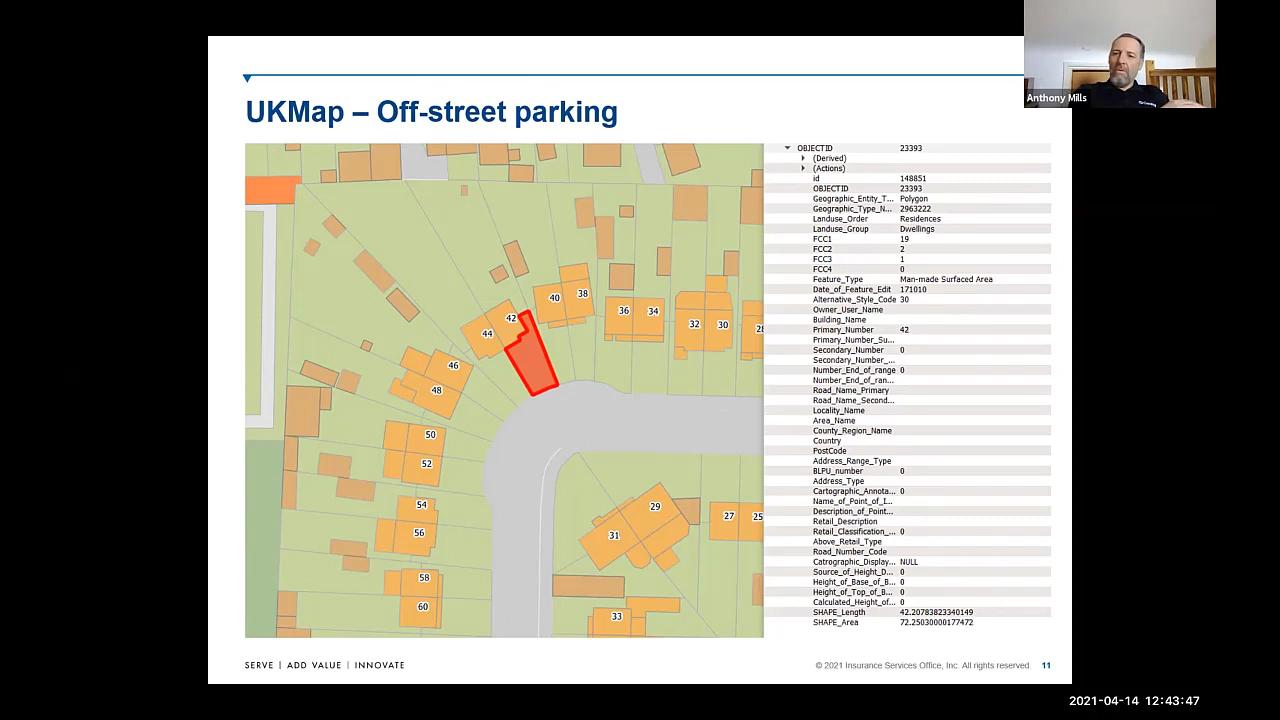 Anthony Mills
UKMap – Off-street parking
40
38
36
34
32
30
28
42
44
46
48
50
52
54
56
58
60
29
31
27
25
33
OBJECTID 23393
(Derived)
(Actions)
id 148851
OBJECTID 23393
Geographic_Entity_T... Polygon
Geographic_Type_N... 2963222
Landuse_Order Residences
Landuse_Group Dwellings
FCC1 19
FCC2 2
FCC3 1
FCC4 0
Feature_Type Man-made Surfaced Area
Date_of_Feature_Edit 171010
Alternative_Style_Code 30
Owner_User_Name
Building_Name
Primary_Number 42
Primary_Number_Su...
Secondary_Number 0
Secondary_Number_...
Number_End_of_range 0
Number_End_of_ran...
Road_Name_Primary
Road_Name_Second...
Locality_Name
Area_Name
County_Region_Name
Country
PostCode
Address_Range_Type
BLPU_number 0
Address_Type
Cartographic_Annota... 0
Name_of_Point_of_I...
Description_of_Point...
Retail_Description
Retail_Classification_... 0
Above_Retail_Type
Road_Number_Code
Catrographic_Display... NULL
Source_of_Height_D... 0
Height_of_Base_of_B... 0
Height_of_Top_of_B... 0
Calculated_Height_of... 0
SHAPE_Length 42.20783823340149
SHAPE_Area 72.25030000177472
SERVE | ADD VALUE | INNOVATE
© 2021 Insurance Services Office, Inc. All rights reserved. 11
2021-04-14 12:43:47